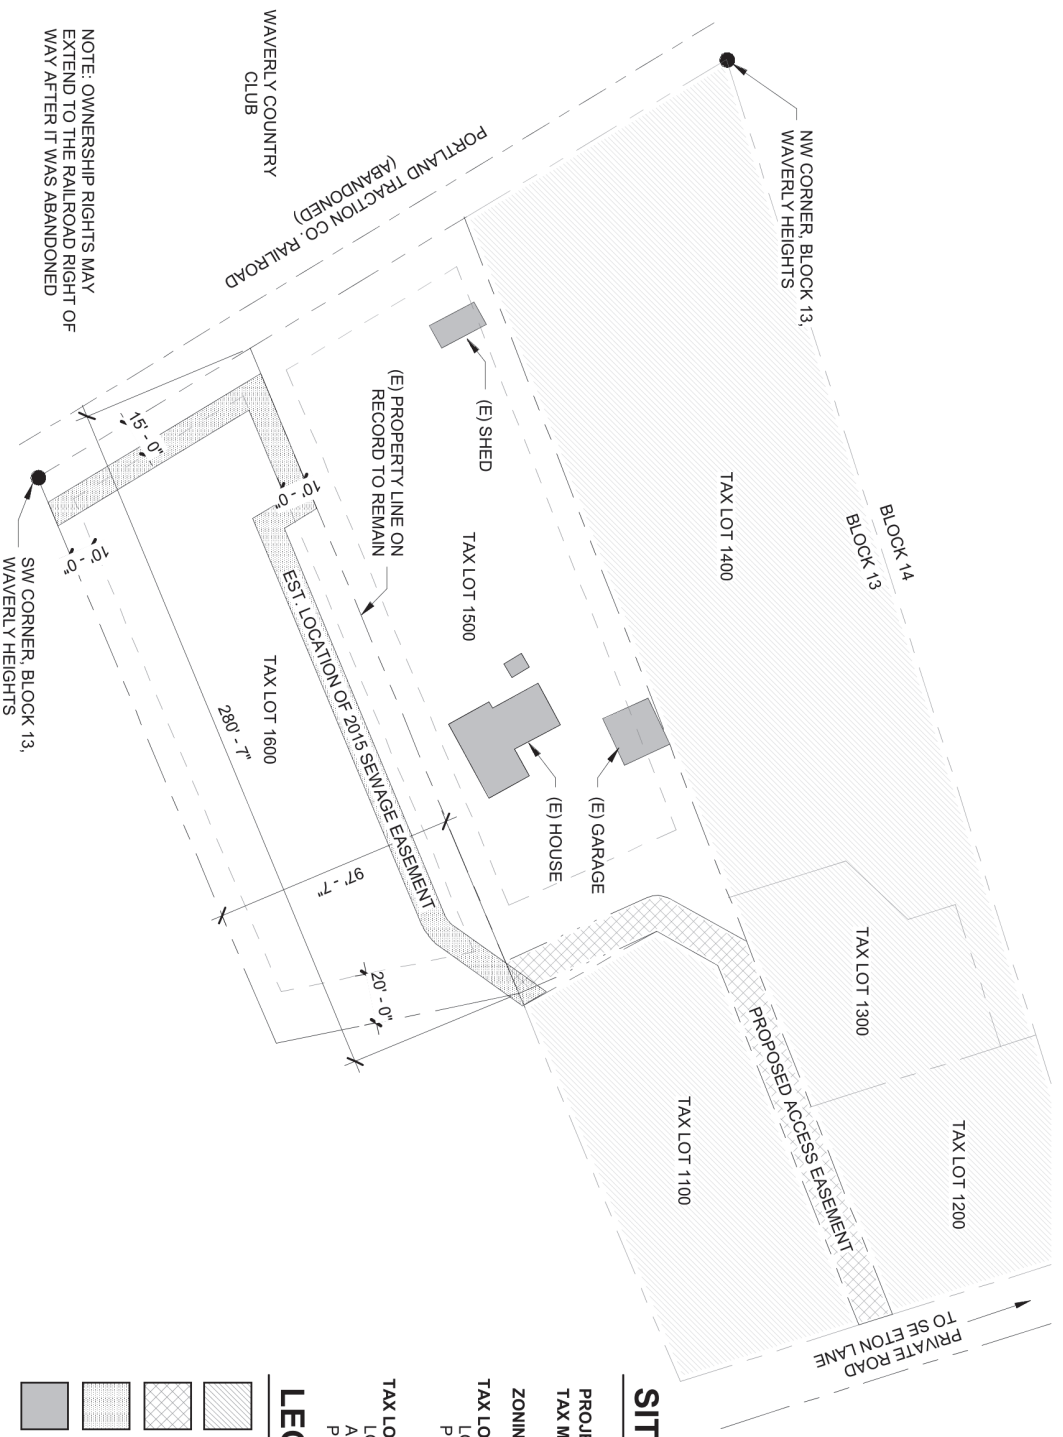 NW CORNER, BLOCK 13,
WAVERLY HEIGHTS
WAVERLY COUNTRY
CLUB
NOTE: OWNERSHIP RIGHTS MAY
EXTEND TO THE RAILROAD RIGHT OF
WAY AFTER IT WAS ABANDONED
PORTLAND TRACTION CO. RAILROAD
(ABANDONED)
BLOCK 14
BLOCK 13
TAX LOT 1400
(E) SHED
(E) PROPERTY LINE ON
RECORD TO REMAIN
TAX LOT 1500
(E) GARAGE
(E) HOUSE
15' - 0"
10' - 0"
10' - 0"
SW CORNER, BLOCK 13,
WAVERLY HEIGHTS
EST. LOCATION OF 2015 SEWAGE EASEMENT
TAX LOT 1600
280' - 7"
97' - 7"
20' - 0"
TAX LOT 1300
TAX LOT 1200
TAX LOT 1100
PROPOSED ACCESS EASEMENT
PRIVATE ROAD
TO SE ETON LANE
SIT
PROJE
TAX M
ZONIN
TAX LO
LO
P
TAX LO
LO
A
P
LEG